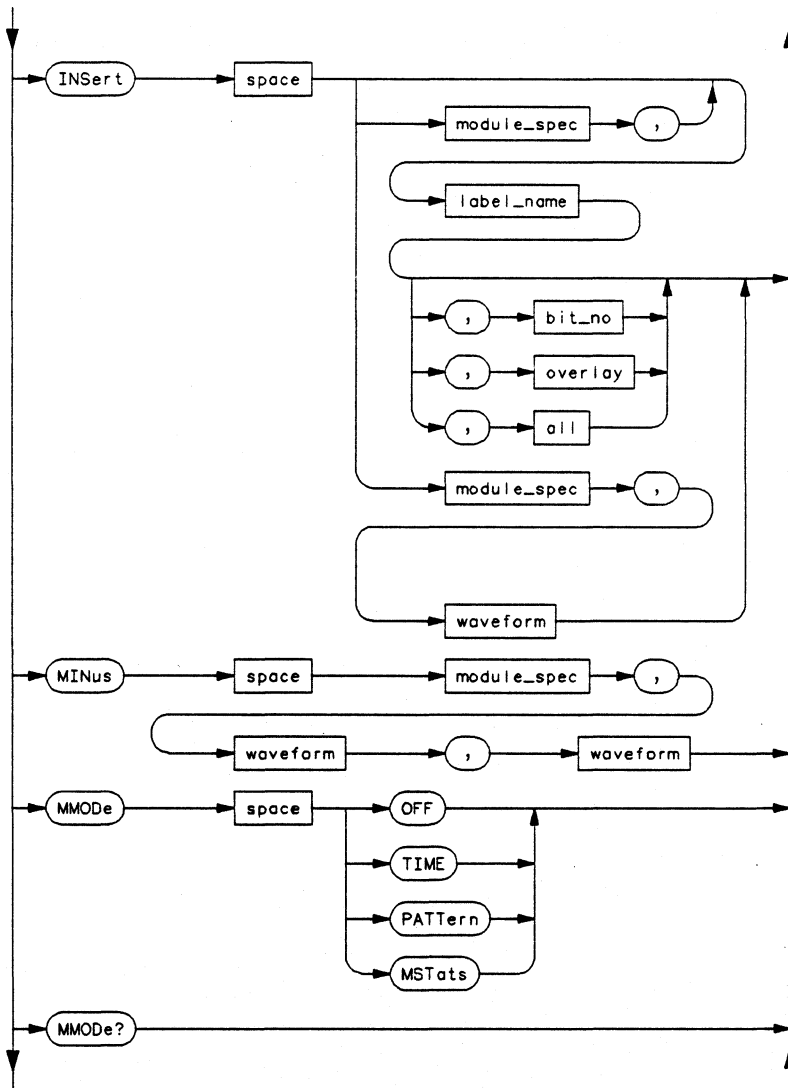 INSert space
module_spec ,
label_name
, bit_no
, overlay
, all
module_spec ,
waveform
MINus space module_spec ,
waveform , waveform
MMODe space OFF
TIME
PATTern
MSTats
MMODe?